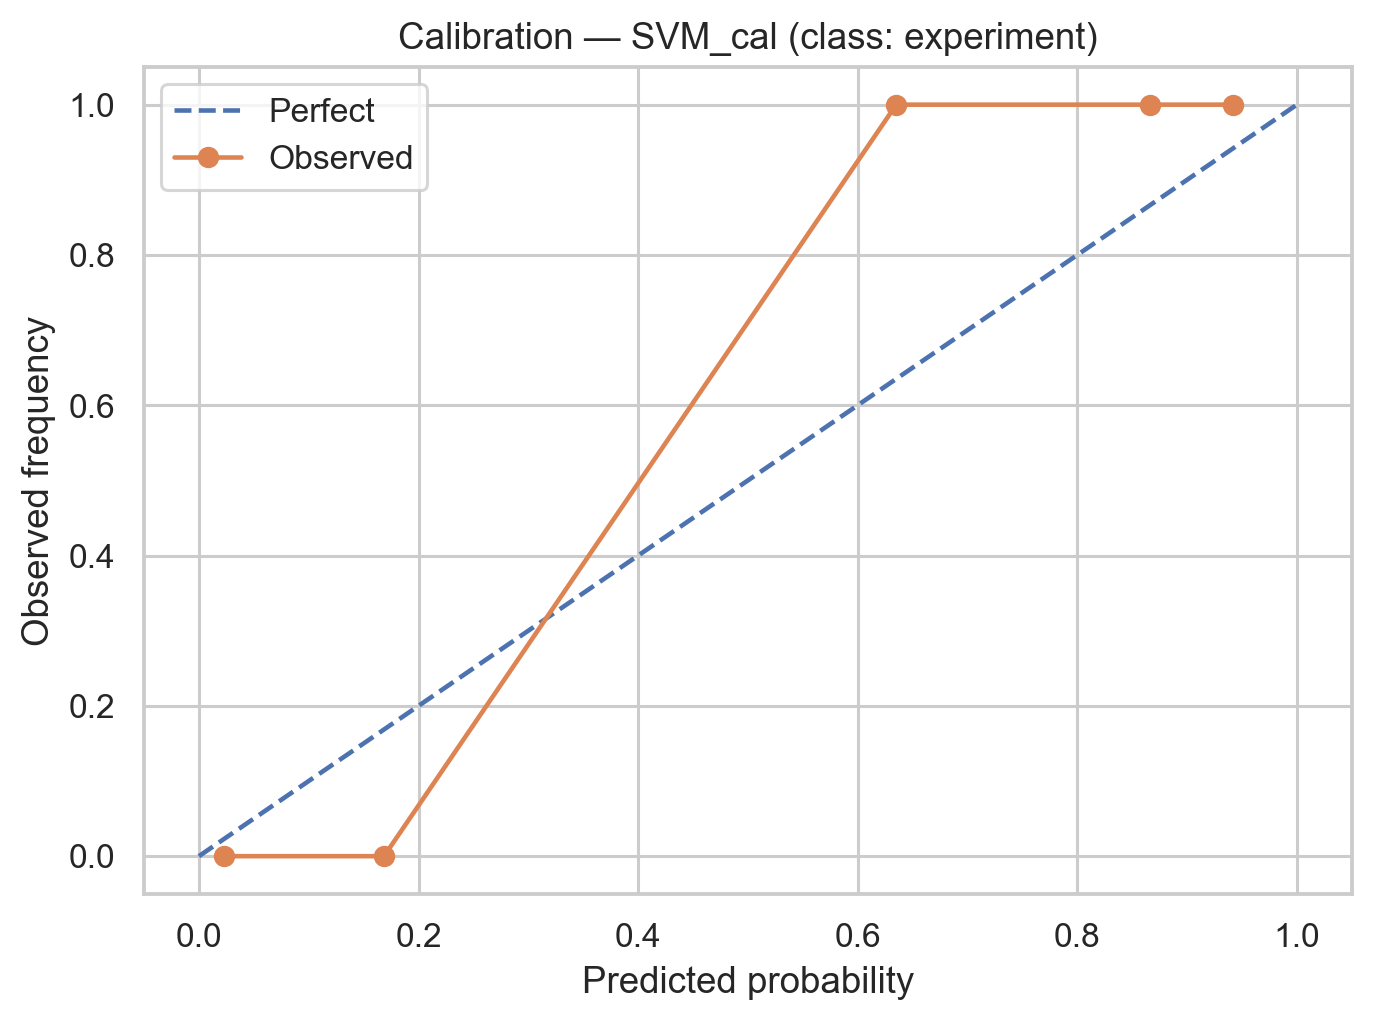 Calibration — SVM_cal (class: experiment)
Perfect
Observed
1.0
0.8
0.6
0.4
0.2
0.0
Observed frequency
0.0 0.2 0.4 0.6 0.8 1.0
Predicted probability